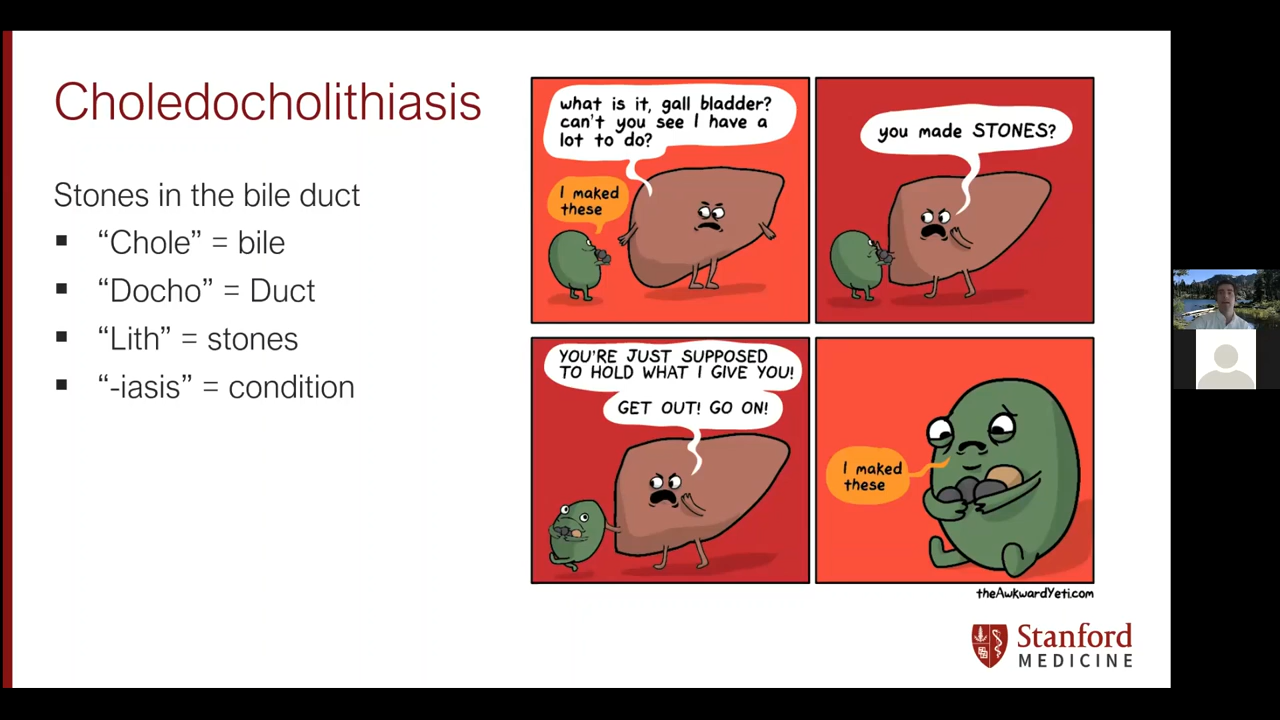 Choledocholithiasis
Stones in the bile duct
▪ “Chole” = bile
▪ “Docho” = Duct
▪ “Lith” = stones
▪ “-iasis” = condition
what is it, gall bladder?
can't you see I have a
lot to do?
I maked
these
you made STONES?
YOU'RE JUST SUPPOSED
TO HOLD WHAT I GIVE YOU!
GET OUT! GO ON!
I maked
these
theAwkwardYeti.com
Stanford
MEDICINE